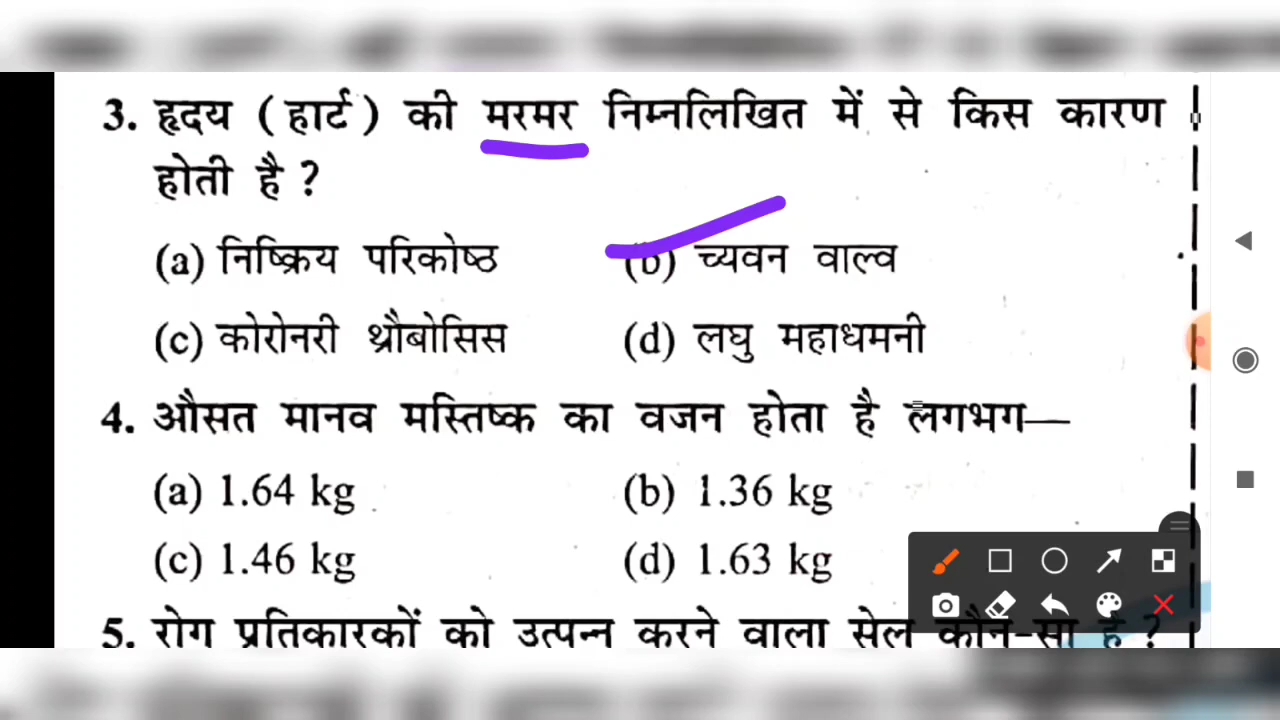 3. हृदय ( हार्ट ) की मरमर निम्नलिखित में से किस कारण
होती है ?
(a) निष्क्रिय परिकोष्ठ (b) च्यवन वाल्व
(c) कोरोनरी थ्रौबोसिस (d) लघु महाधमनी
4. औसत मानव मस्तिष्क का वजन होता है लगभग—
(a) 1.64 kg (b) 1.36 kg
(c) 1.46 kg (d) 1.63 kg
5. रोग प्रतिकारकों को उत्पन्न करने वाला सेल कौन-सा है ?